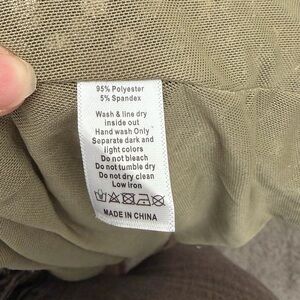 95% Polyester
5% Spandex
Wash & line dry
inside out
Hand wash Only
Separate dark and
light colors
Do not bleach
Do not tumble dry
Do not dry clean
Low iron
MADE IN CHINA